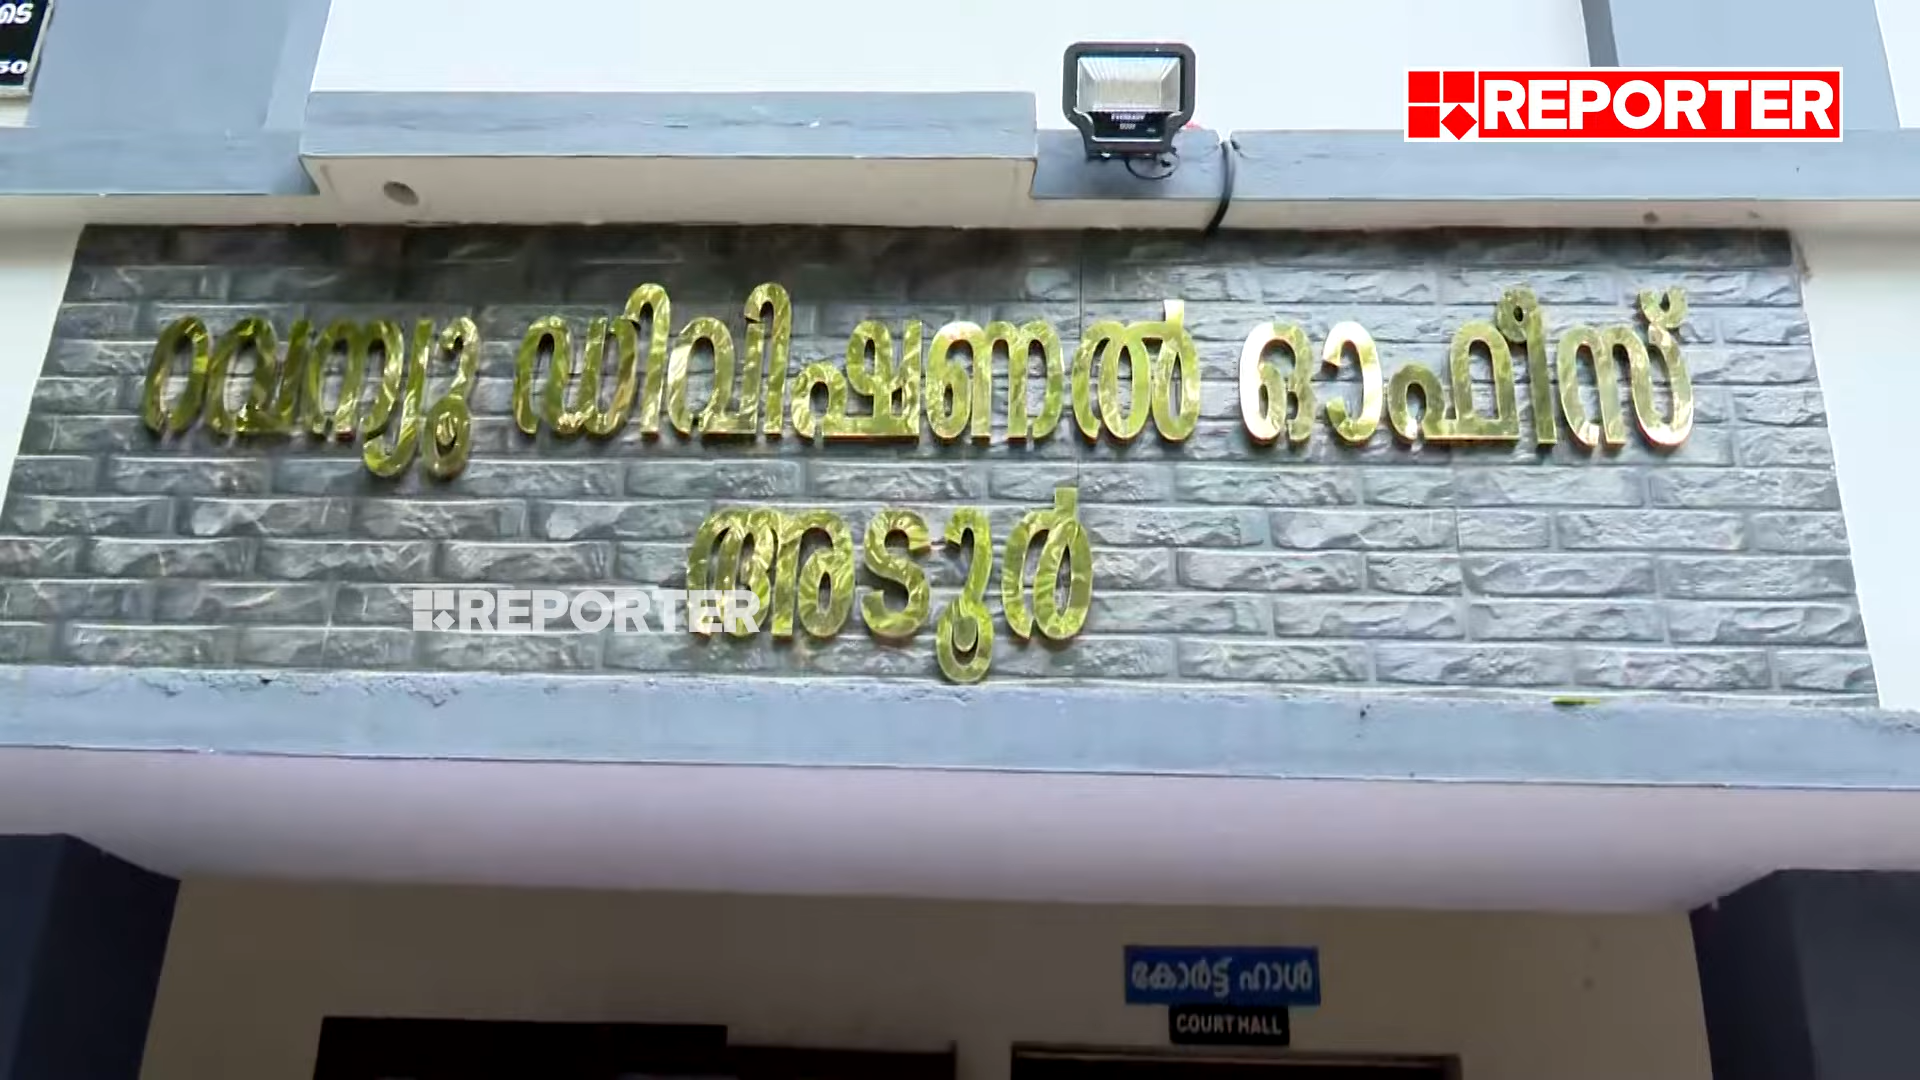 REPORTER
റവന്യൂ ഡിവിഷണൽ ഓഫീസ്
അടൂർ
REPORTER
കോർട്ട് ഹാൾ
COURT HALL